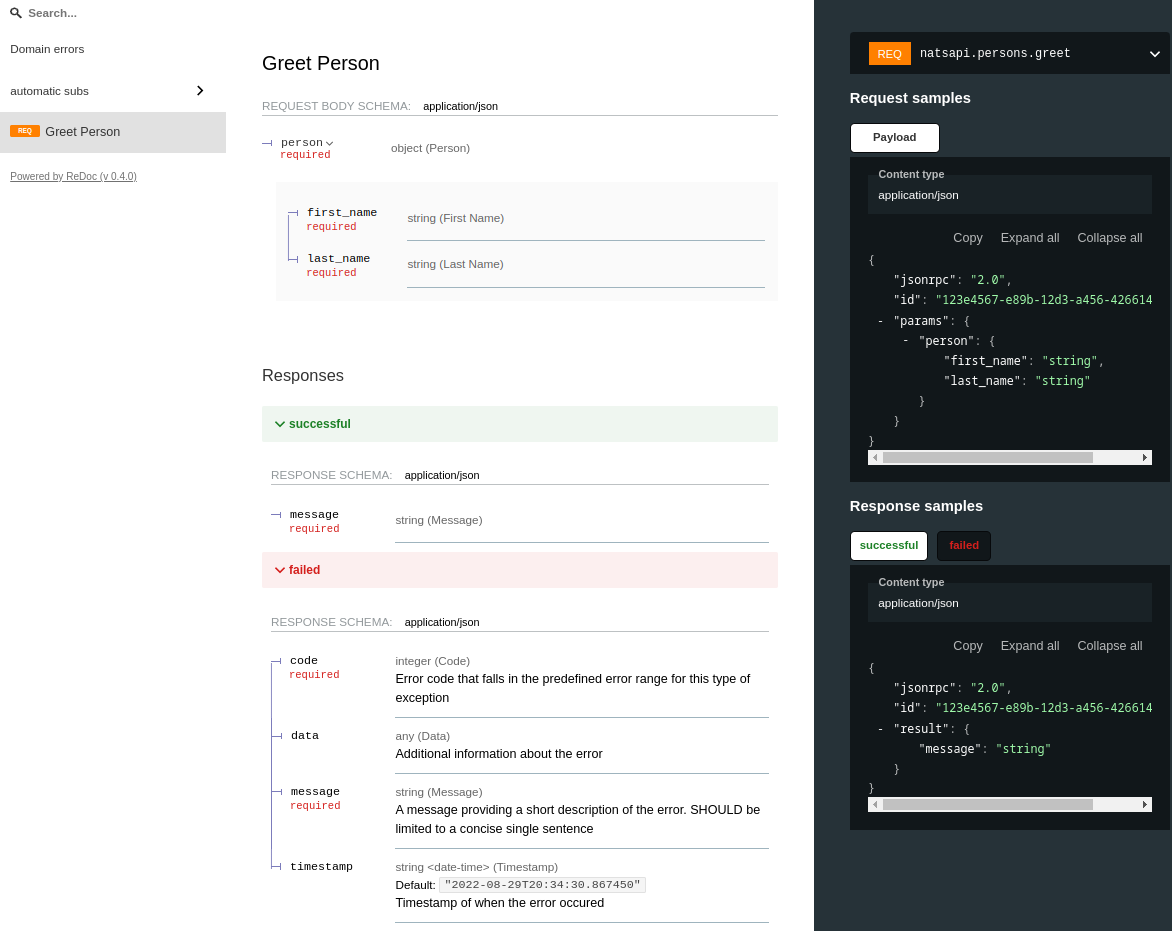 Search...
Domain errors
automatic subs
REQ Greet Person
Powered by ReDoc (v 0.4.0)
Greet Person
REQUEST BODY SCHEMA: application/json
person
required
object (Person)
first_name
required
string (First Name)
last_name
required
string (Last Name)
Responses
successful
RESPONSE SCHEMA: application/json
message
required
string (Message)
failed
RESPONSE SCHEMA: application/json
code
required
integer (Code)
Error code that falls in the predefined error range for this type of
exception
data
any (Data)
Additional information about the error
message
required
string (Message)
A message providing a short description of the error. SHOULD be
limited to a concise single sentence
timestamp
string <date-time> (Timestamp)
Default: "2022-08-29T20:34:30.867450"
Timestamp of when the error occured
REQ natsapi.persons.greet
Request samples
Payload
Content type
application/json
Copy Expand all Collapse all
{
"jsonrpc": "2.0",
"id": "123e4567-e89b-12d3-a456-426614
- "params": {
- "person": {
"first_name": "string",
"last_name": "string"
}
}
}
Response samples
successful failed
Content type
application/json
Copy Expand all Collapse all
{
"jsonrpc": "2.0",
"id": "123e4567-e89b-12d3-a456-426614
- "result": {
"message": "string"
}
}